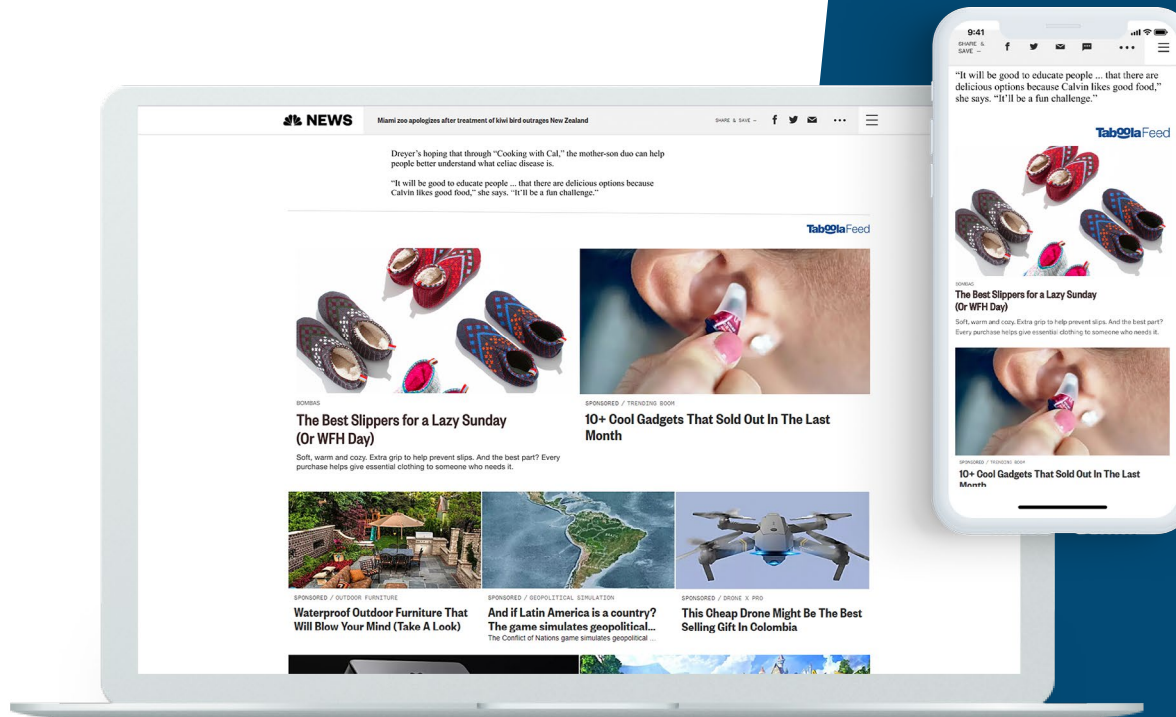 NEWS
Miami zoo apologizes after treatment of kiwi bird outrages New Zealand
SHARE & SAVE –
Dreyer's hoping that through “Cooking with Cal,” the mother-son duo can help
people better understand what celiac disease is.
“It will be good to educate people ... that there are delicious options because
Calvin likes good food,” she says. “It'll be a fun challenge.”
Taboola Feed
BOMBAS
The Best Slippers for a Lazy Sunday
(Or WFH Day)
Soft, warm and cozy. Extra grip to help prevent slips. And the best part? Every
purchase helps give essential clothing to someone who needs it.
SPONSORED / TRENDING BOOM
10+ Cool Gadgets That Sold Out In The Last
Month
SPONSORED / OUTDOOR FURNITURE
Waterproof Outdoor Furniture That
Will Blow Your Mind (Take A Look)
SPONSORED / GEOPOLITICAL SIMULATION
And if Latin America is a country?
The game simulates geopolitical...
The Conflict of Nations game simulates geopolitical ...
SPONSORED / DRONE X PRO
This Cheap Drone Might Be The Best
Selling Gift In Colombia
9:41
SHARE &
SAVE –
“It will be good to educate people ... that there are
delicious options because Calvin likes good food,”
she says. “It'll be a fun challenge.”
Taboola Feed
BOMBAS
The Best Slippers for a Lazy Sunday
(Or WFH Day)
Soft, warm and cozy. Extra grip to help prevent slips. And the best part?
Every purchase helps give essential clothing to someone who needs it.
SPONSORED / TRENDING BOOM
10+ Cool Gadgets That Sold Out In The Last
Month